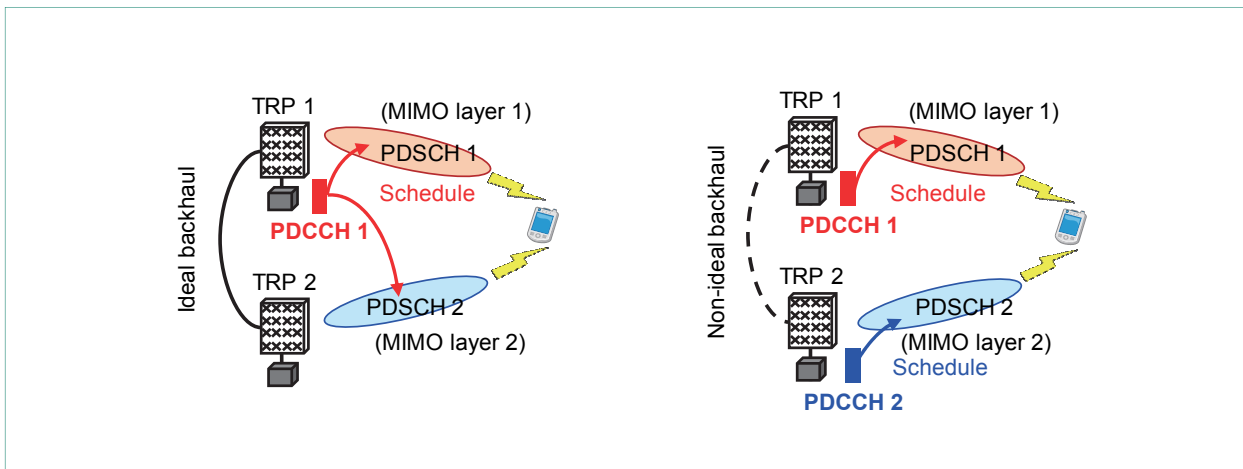 TRP 1
(MIMO layer 1)
PDSCH 1
Schedule
PDCCH 1
Ideal backhaul
TRP 2
PDSCH 2
(MIMO layer 2)
TRP 1
(MIMO layer 1)
PDSCH 1
Schedule
PDCCH 1
Non-ideal backhaul
TRP 2
PDSCH 2
(MIMO layer 2)
Schedule
PDCCH 2